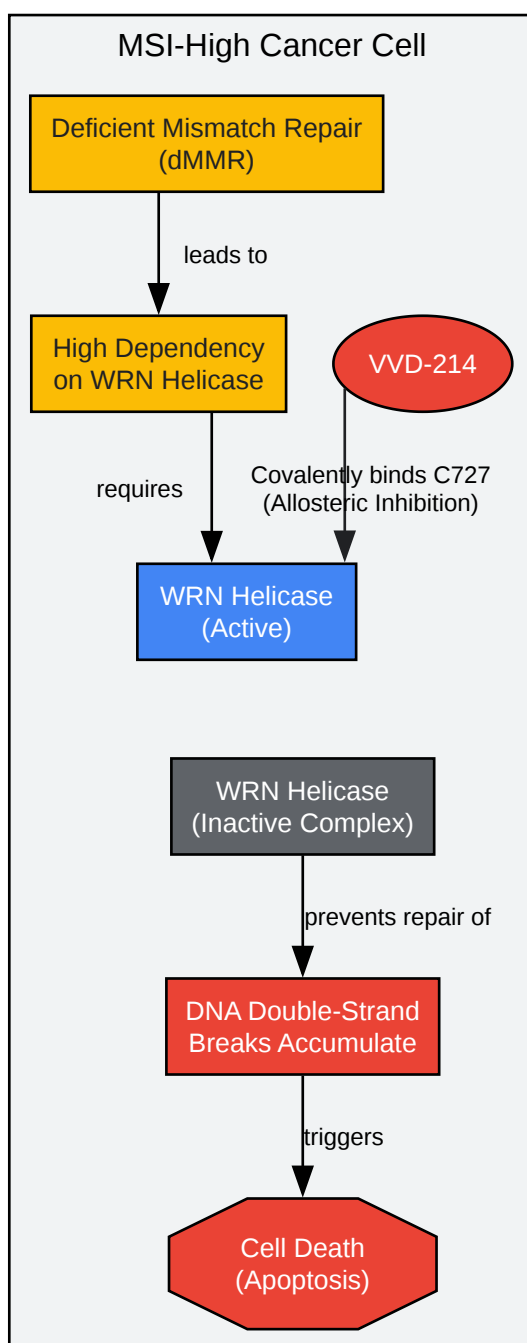 MSI-High Cancer Cell
Deficient Mismatch Repair
(dMMR)
leads to
High Dependency
on WRN Helicase
VVD-214
requires
Covalently binds C727
(Allosteric Inhibition)
WRN Helicase
(Active)
WRN Helicase
(Inactive Complex)
prevents repair of
DNA Double-Strand
Breaks Accumulate
triggers
Cell Death
(Apoptosis)